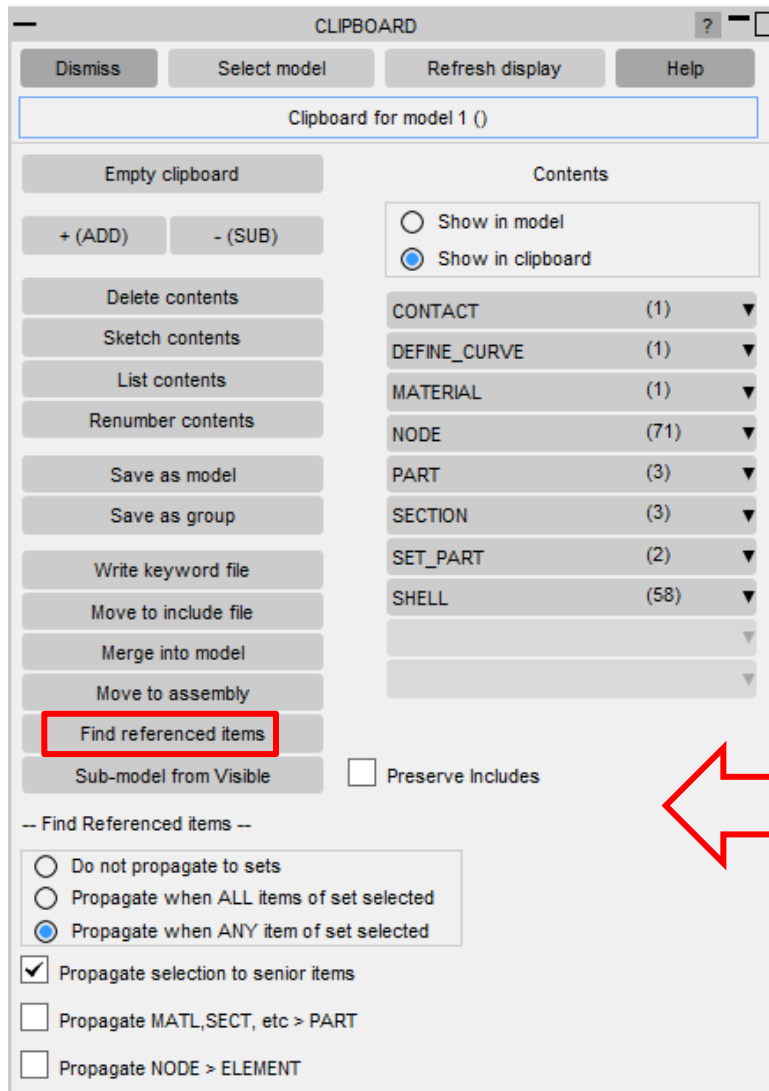 CLIPBOARD ?
Dismiss Select model Refresh display Help
Clipboard for model 1 ()
Empty clipboard
+ (ADD) - (SUB)
Delete contents
Sketch contents
List contents
Renumber contents
Save as model
Save as group
Write keyword file
Move to include file
Merge into model
Move to assembly
Find referenced items
Sub-model from Visible
Contents
Show in model
Show in clipboard
CONTACT (1)
DEFINE_CURVE (1)
MATERIAL (1)
NODE (71)
PART (3)
SECTION (3)
SET_PART (2)
SHELL (58)
Preserve Includes
-- Find Referenced items --
Do not propagate to sets
Propagate when ALL items of set selected
Propagate when ANY item of set selected
Propagate selection to senior items
Propagate MATL,SECT, etc > PART
Propagate NODE > ELEMENT